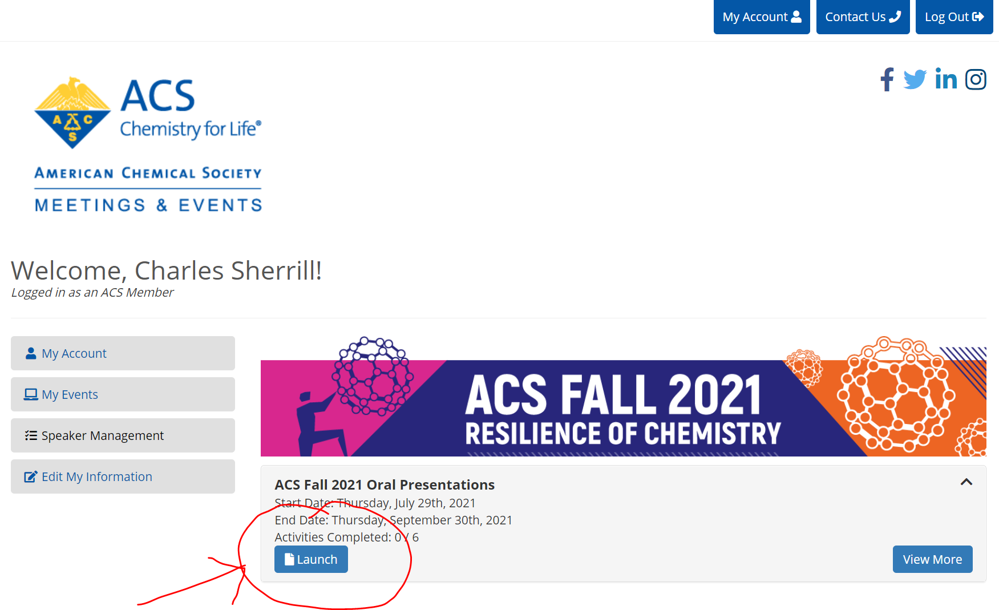 My Account
Contact Us
Log Out
ACS
Chemistry for Life®
A C S
AMERICAN CHEMICAL SOCIETY
MEETINGS & EVENTS
Welcome, Charles Sherrill!
Logged in as an ACS Member
My Account
My Events
Speaker Management
Edit My Information
ACS FALL 2021
RESILIENCE OF CHEMISTRY
ACS Fall 2021 Oral Presentations
Start Date: Thursday, July 29th, 2021
End Date: Thursday, September 30th, 2021
Activities Completed: 0 / 6
Launch
View More